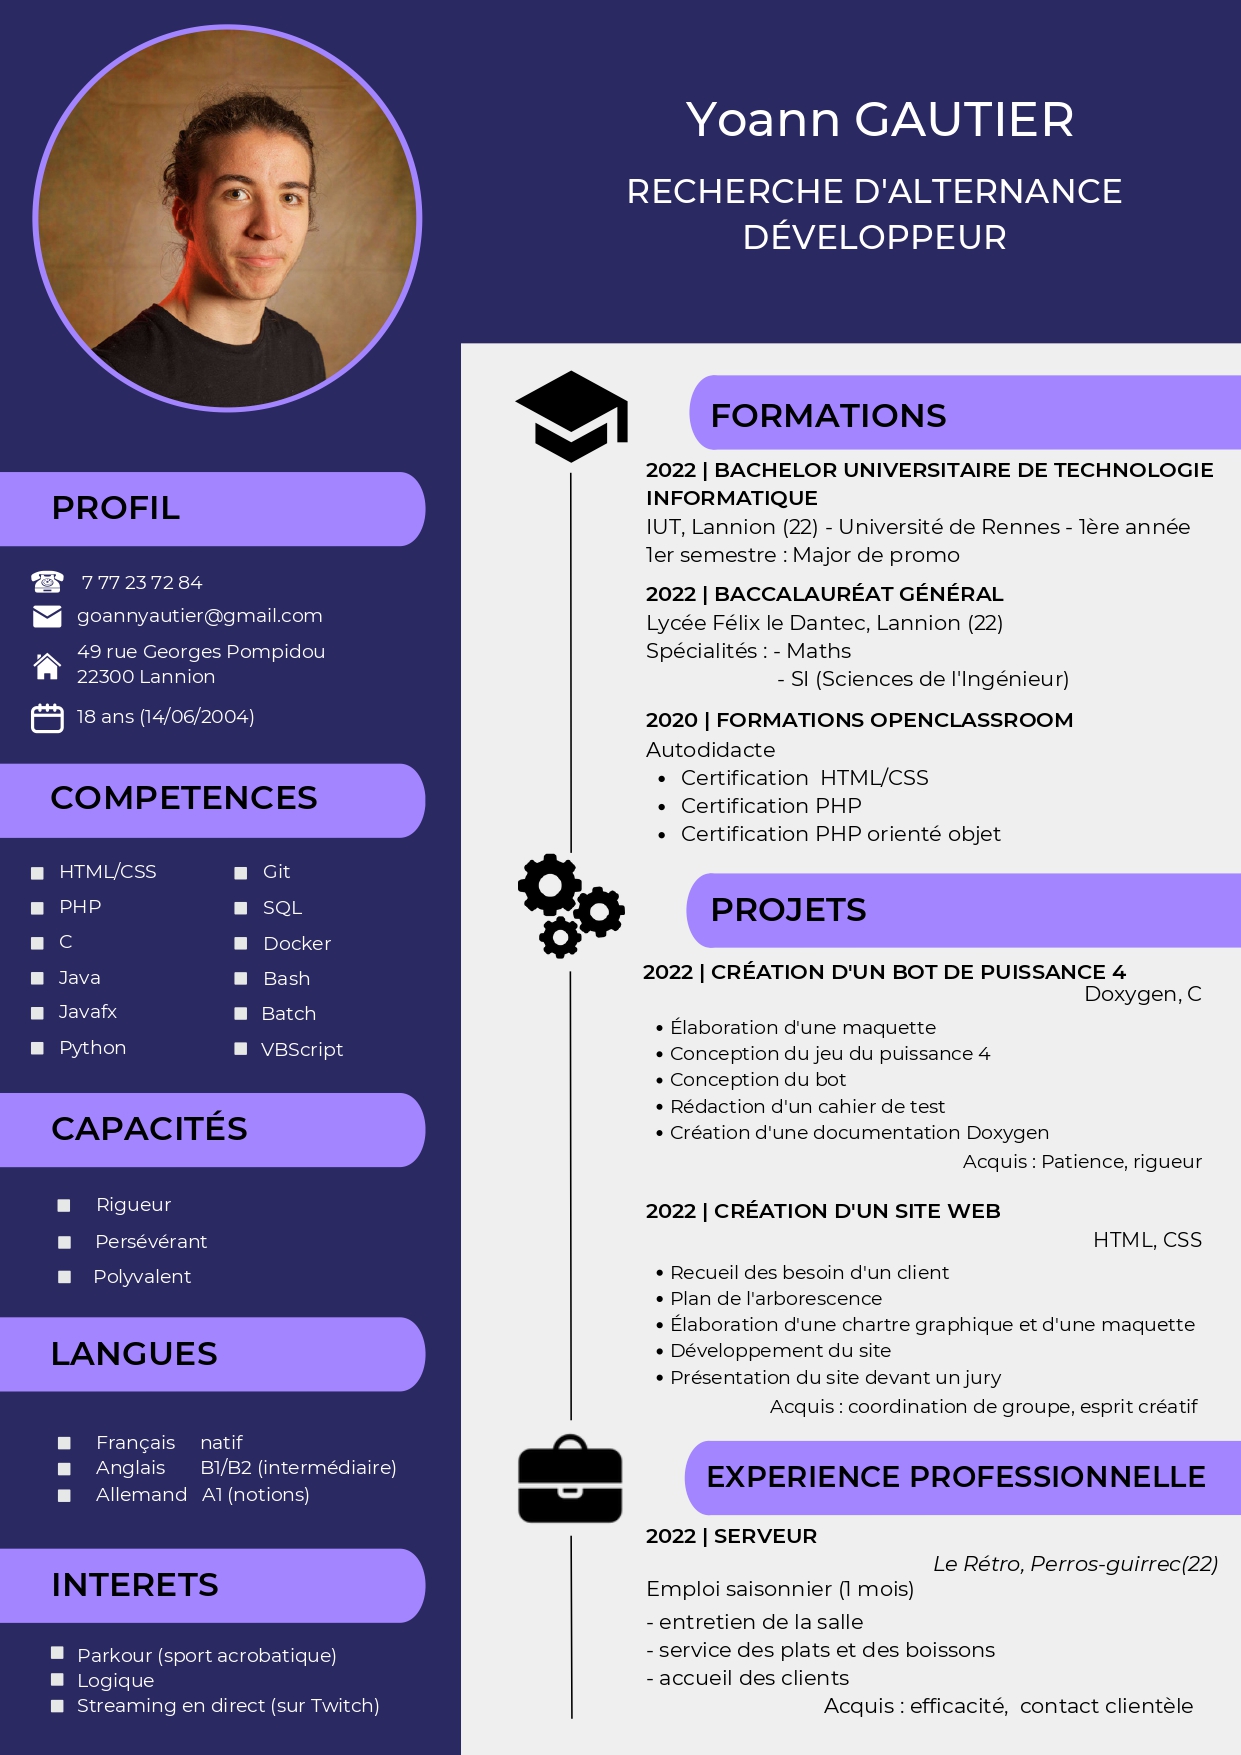 Yoann GAUTIER
RECHERCHE D'ALTERNANCE
DÉVELOPPEUR
PROFIL
7 77 23 72 84
goannyautier@gmail.com
49 rue Georges Pompidou
22300 Lannion
18 ans (14/06/2004)
COMPETENCES
HTML/CSS
PHP
C
Java
Javafx
Python
Git
SQL
Docker
Bash
Batch
VBScript
CAPACITÉS
Rigueur
Persévérant
Polyvalent
LANGUES
Français natif
Anglais B1/B2 (intermédiaire)
Allemand A1 (notions)
INTERETS
Parkour (sport acrobatique)
Logique
Streaming en direct (sur Twitch)
FORMATIONS
2022 | BACHELOR UNIVERSITAIRE DE TECHNOLOGIE
INFORMATIQUE
IUT, Lannion (22) - Université de Rennes - 1ère année
1er semestre : Major de promo
2022 | BACCALAURÉAT GÉNÉRAL
Lycée Félix le Dantec, Lannion (22)
Spécialités : - Maths
- SI (Sciences de l'Ingénieur)
2020 | FORMATIONS OPENCLASSROOM
Autodidacte
• Certification HTML/CSS
• Certification PHP
• Certification PHP orienté objet
PROJETS
2022 | CRÉATION D'UN BOT DE PUISSANCE 4
Doxygen, C
• Élaboration d'une maquette
• Conception du jeu du puissance 4
• Conception du bot
• Rédaction d'un cahier de test
• Création d'une documentation Doxygen
Acquis : Patience, rigueur
2022 | CRÉATION D'UN SITE WEB
HTML, CSS
• Recueil des besoin d'un client
• Plan de l'arborescence
• Élaboration d'une chartre graphique et d'une maquette
• Développement du site
• Présentation du site devant un jury
Acquis : coordination de groupe, esprit créatif
EXPERIENCE PROFESSIONNELLE
2022 | SERVEUR
Le Rétro, Perros-guirrec(22)
Emploi saisonnier (1 mois)
- entretien de la salle
- service des plats et des boissons
- accueil des clients
Acquis : efficacité, contact clientèle